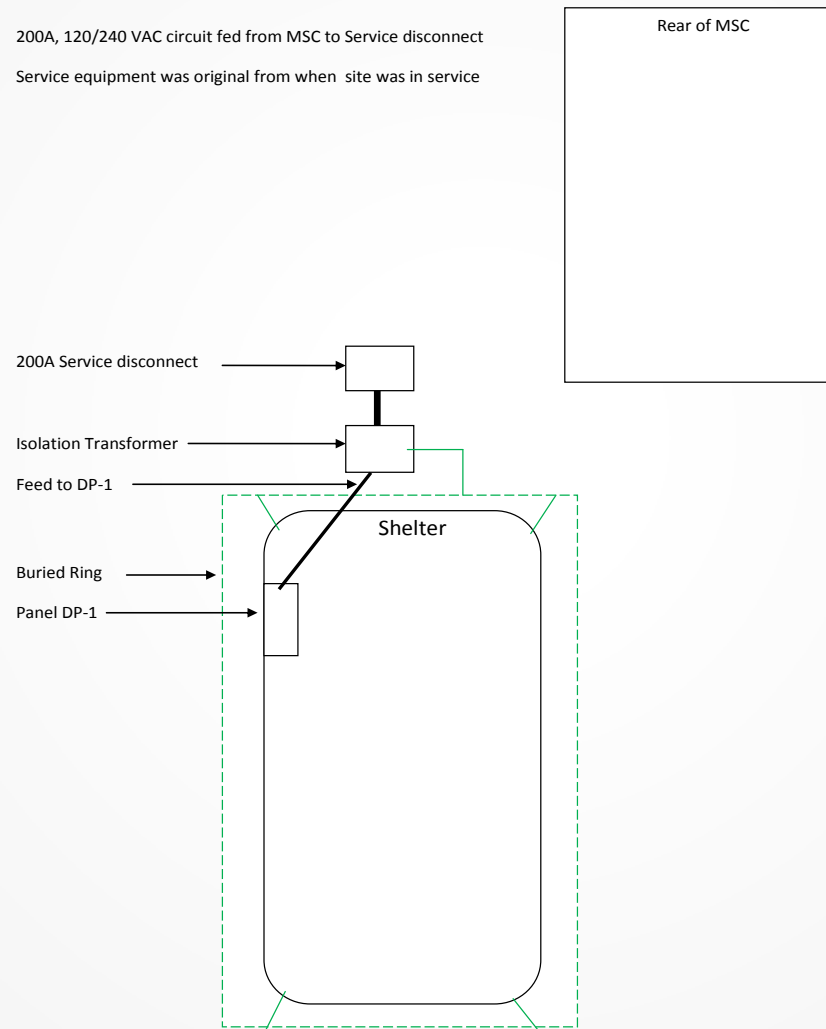 200A, 120/240 VAC circuit fed from MSC to Service disconnect
Service equipment was original from when  site was in service
Rear of MSC
200A Service disconnect
Isolation Transformer
Feed to DP-1
Shelter
Buried Ring
Panel DP-1